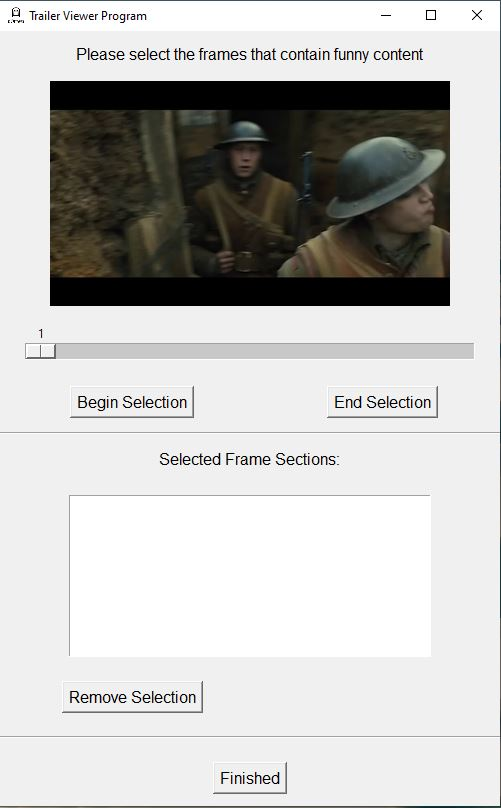 Trailer Viewer Program
Please select the frames that contain funny content
1
Begin Selection
End Selection
Selected Frame Sections:
Remove Selection
Finished